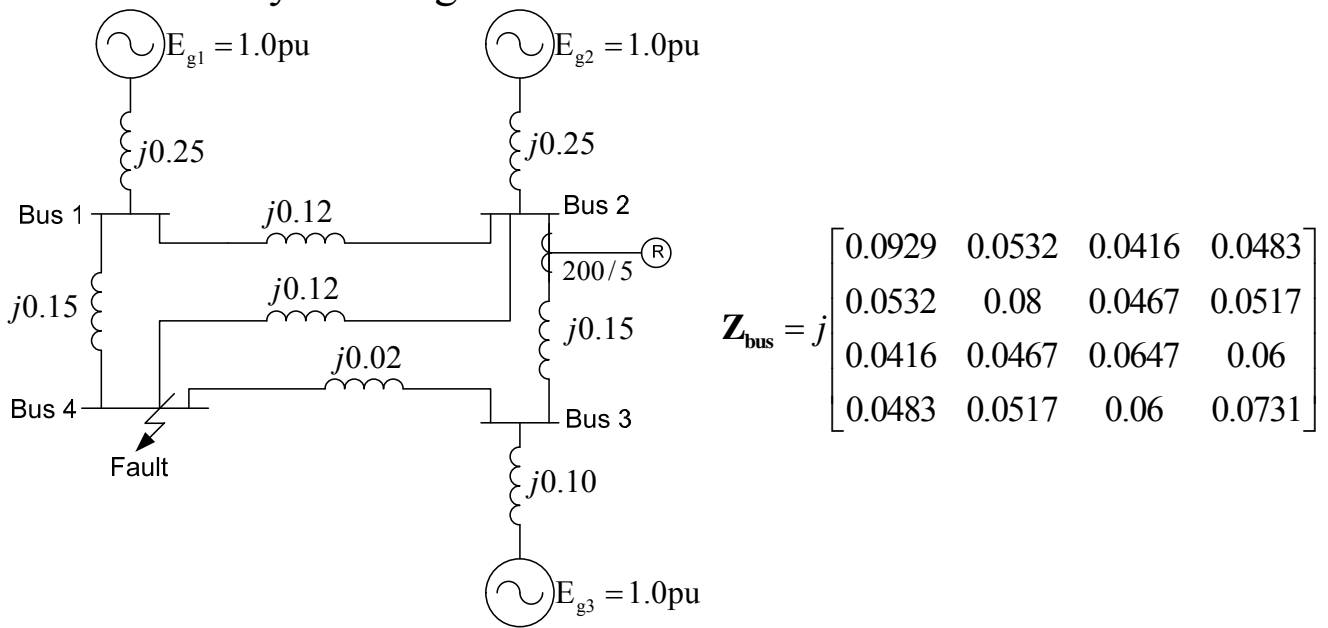 E_g1 = 1.0pu
E_g2 = 1.0pu
j0.25
j0.25
Bus 1
j0.12
Bus 2
R
200/5
j0.15
j0.12
j0.15
j0.02
Bus 4
Bus 3
Fault
j0.10
E_g3 = 1.0pu
Z_bus = j
0.0929 0.0532 0.0416 0.0483
0.0532 0.08 0.0467 0.0517
0.0416 0.0467 0.0647 0.06
0.0483 0.0517 0.06 0.0731